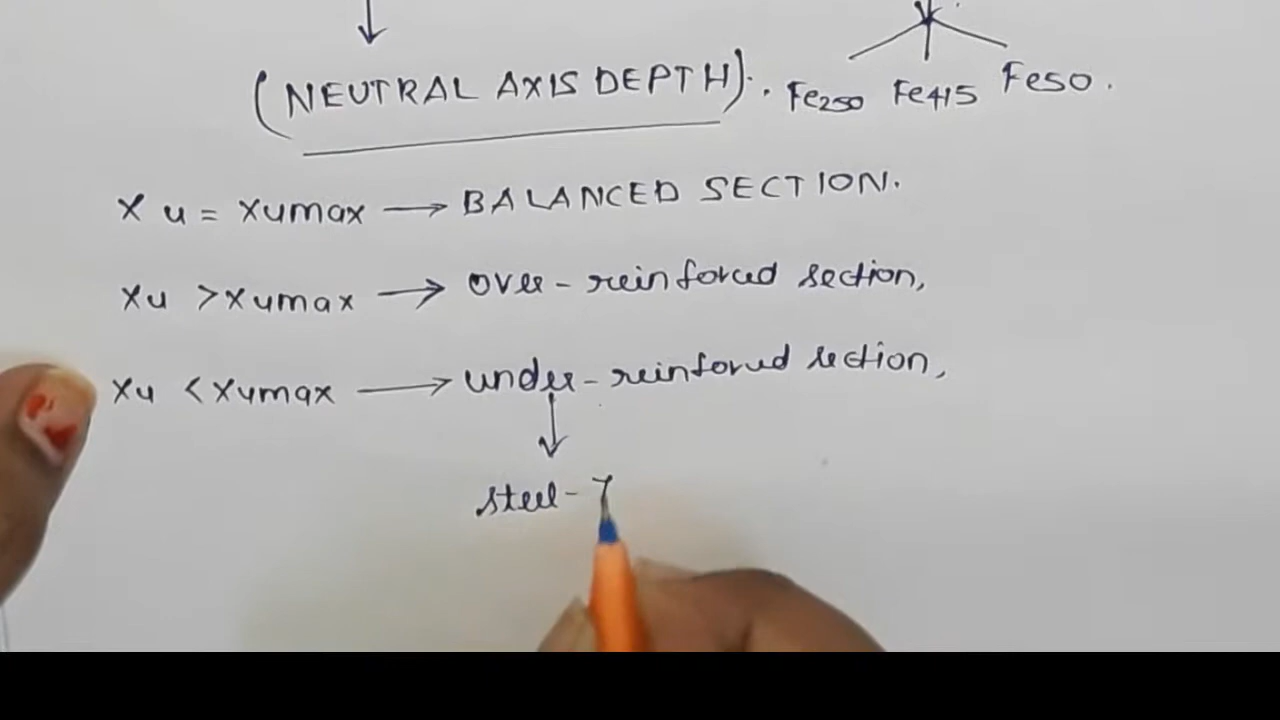 (NEUTRAL AXIS DEPTH). Fe250 Fe415 Fe50.
Xu = Xumax → BALANCED SECTION.
Xu > Xumax → over-reinforced section,
Xu < Xumax → under-reinforced section,
steel-